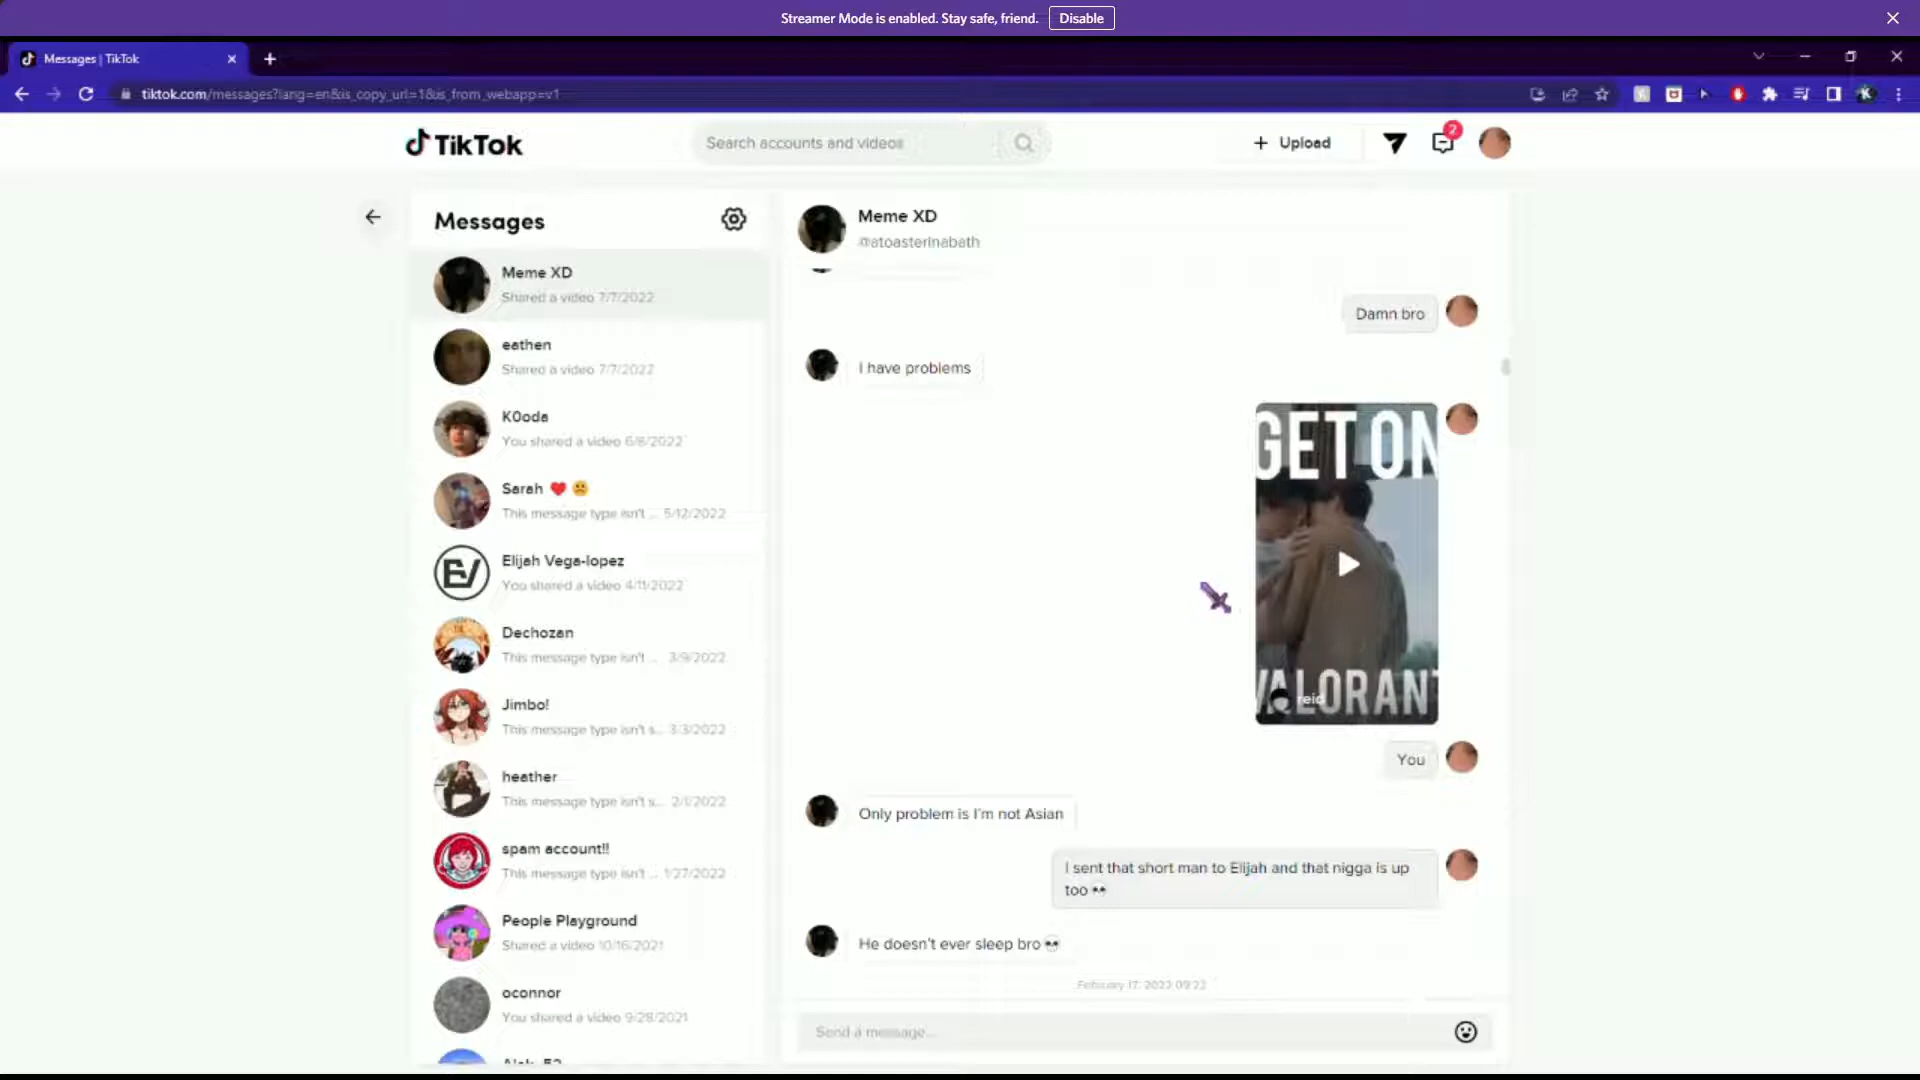 Streamer Mode is enabled. Stay safe, friend. Disable
Messages | TikTok
tiktok.com/messages?lang=en&is_copy_url=1&is_from_webapp=v1
TikTok
Search accounts and videos
Upload
2
Messages
Meme XD
Shared a video 7/7/2022
eathen
Shared a video 7/7/2022
K0oda
You shared a video 6/8/2022
Sarah ❤️ 🙁
This message type isn't ... 5/12/2022
Elijah Vega-lopez
You shared a video 4/11/2022
Dechozan
This message type isn't ... 3/9/2022
Jimbo!
This message type isn't s... 3/3/2022
heather
This message type isn't s... 2/1/2022
spam account!!
This message type isn't ... 1/27/2022
People Playground
Shared a video 10/16/2021
oconnor
You shared a video 9/28/2021
Meme XD
@atoasterinabath
Damn bro
I have problems
GET ON
VALORANT
reid
You
Only problem is I'm not Asian
I sent that short man to Elijah and that nigga is up
too 💀
He doesn't ever sleep bro 💀
February 17, 2022 09:22
Send a message...